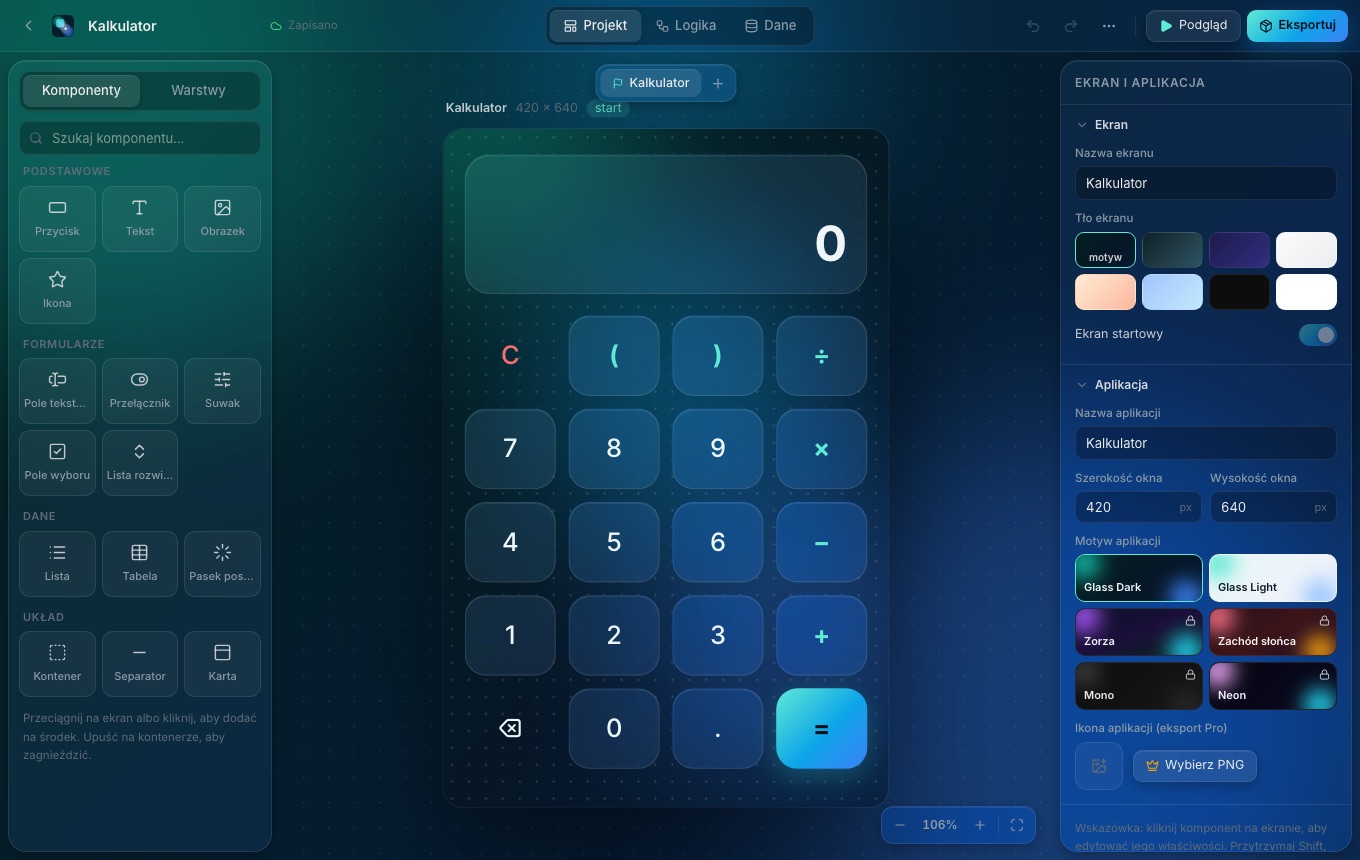 Kalkulator
Zapisano
Projekt
Logika
Dane
Podgląd
Eksportuj
Komponenty
Warstwy
Szukaj komponentu...
PODSTAWOWE
Przycisk
Tekst
Obrazek
Ikona
FORMULARZE
Pole tekst...
Przełącznik
Suwak
Pole wyboru
Lista rozwi...
DANE
Lista
Tabela
Pasek pos...
UKŁAD
Kontener
Separator
Karta
Przeciągnij na ekran albo kliknij, aby dodać
na środek. Upuść na kontenerze, aby
zagnieździć.
Kalkulator +
Kalkulator 420 × 640 start
0
C ( ) ÷
7 8 9 ×
4 5 6 −
1 2 3 +
0 . =
− 106% +
EKRAN I APLIKACJA
Ekran
Nazwa ekranu
Kalkulator
Tło ekranu
motyw
Ekran startowy
Aplikacja
Nazwa aplikacji
Kalkulator
Szerokość okna Wysokość okna
420 px 640 px
Motyw aplikacji
Glass Dark
Glass Light
Zorza
Zachód słońca
Mono
Neon
Ikona aplikacji (eksport Pro)
Wybierz PNG
Wskazówka: kliknij komponent na ekranie, aby
edytować jego właściwości. Przytrzymaj Shift,